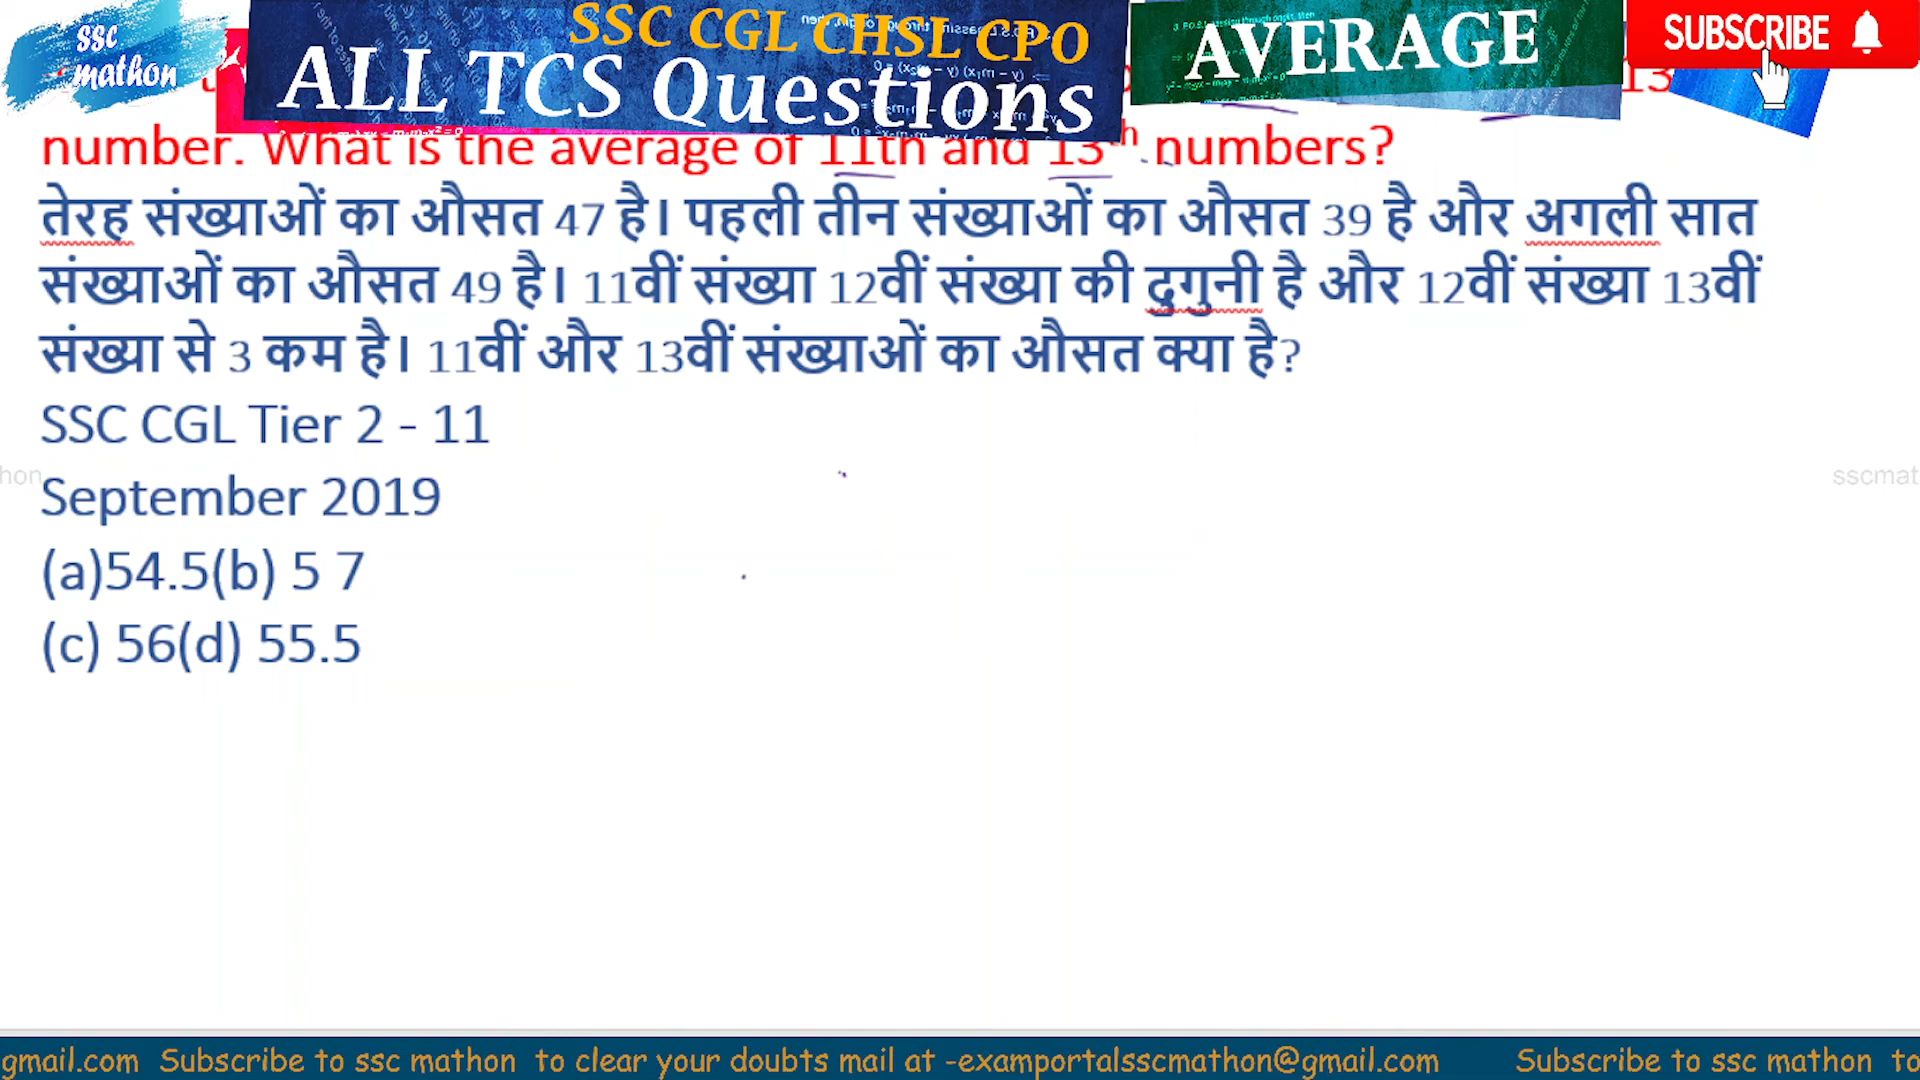 ssc
mathon
SSC CGL CHSL CPO
ALL TCS Questions
AVERAGE
SUBSCRIBE
13
number. What is the average of 11th and 13th numbers?
तेरह संख्याओं का औसत 47 है। पहली तीन संख्याओं का औसत 39 है और अगली सात
संख्याओं का औसत 49 है। 11वीं संख्या 12वीं संख्या की दुगुनी है और 12वीं संख्या 13वीं
संख्या से 3 कम है। 11वीं और 13वीं संख्याओं का औसत क्या है?
SSC CGL Tier 2 - 11
hon
sscmat
September 2019
(a)54.5(b) 5 7
(c) 56(d) 55.5
gmail.com Subscribe to ssc mathon to clear your doubts mail at -examportalsscmathon@gmail.com Subscribe to ssc mathon to